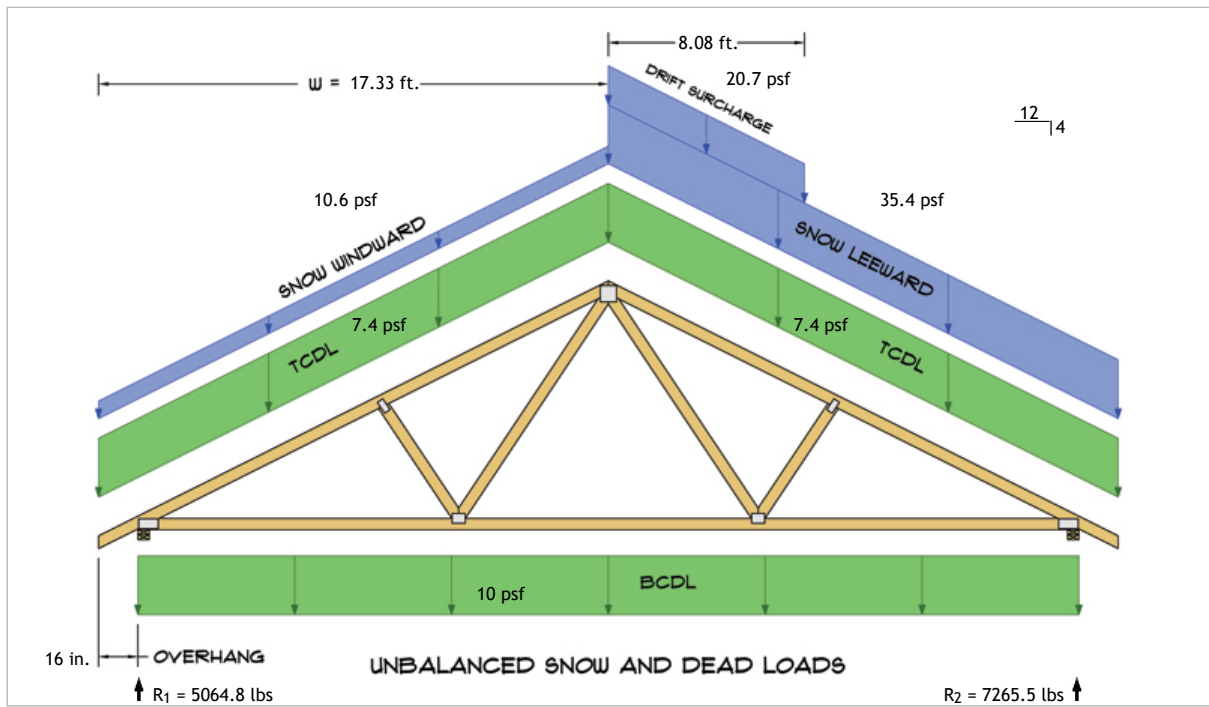 8.08 ft.
W = 17.33 ft.
DRIFT SURCHARGE
20.7 psf
12
4
10.6 psf
35.4 psf
SNOW WINDWARD
SNOW LEEWARD
7.4 psf
7.4 psf
TCDL
TCDL
BCDL
10 psf
16 in.
OVERHANG
UNBALANCED SNOW AND DEAD LOADS
R1 = 5064.8 lbs
R2 = 7265.5 lbs